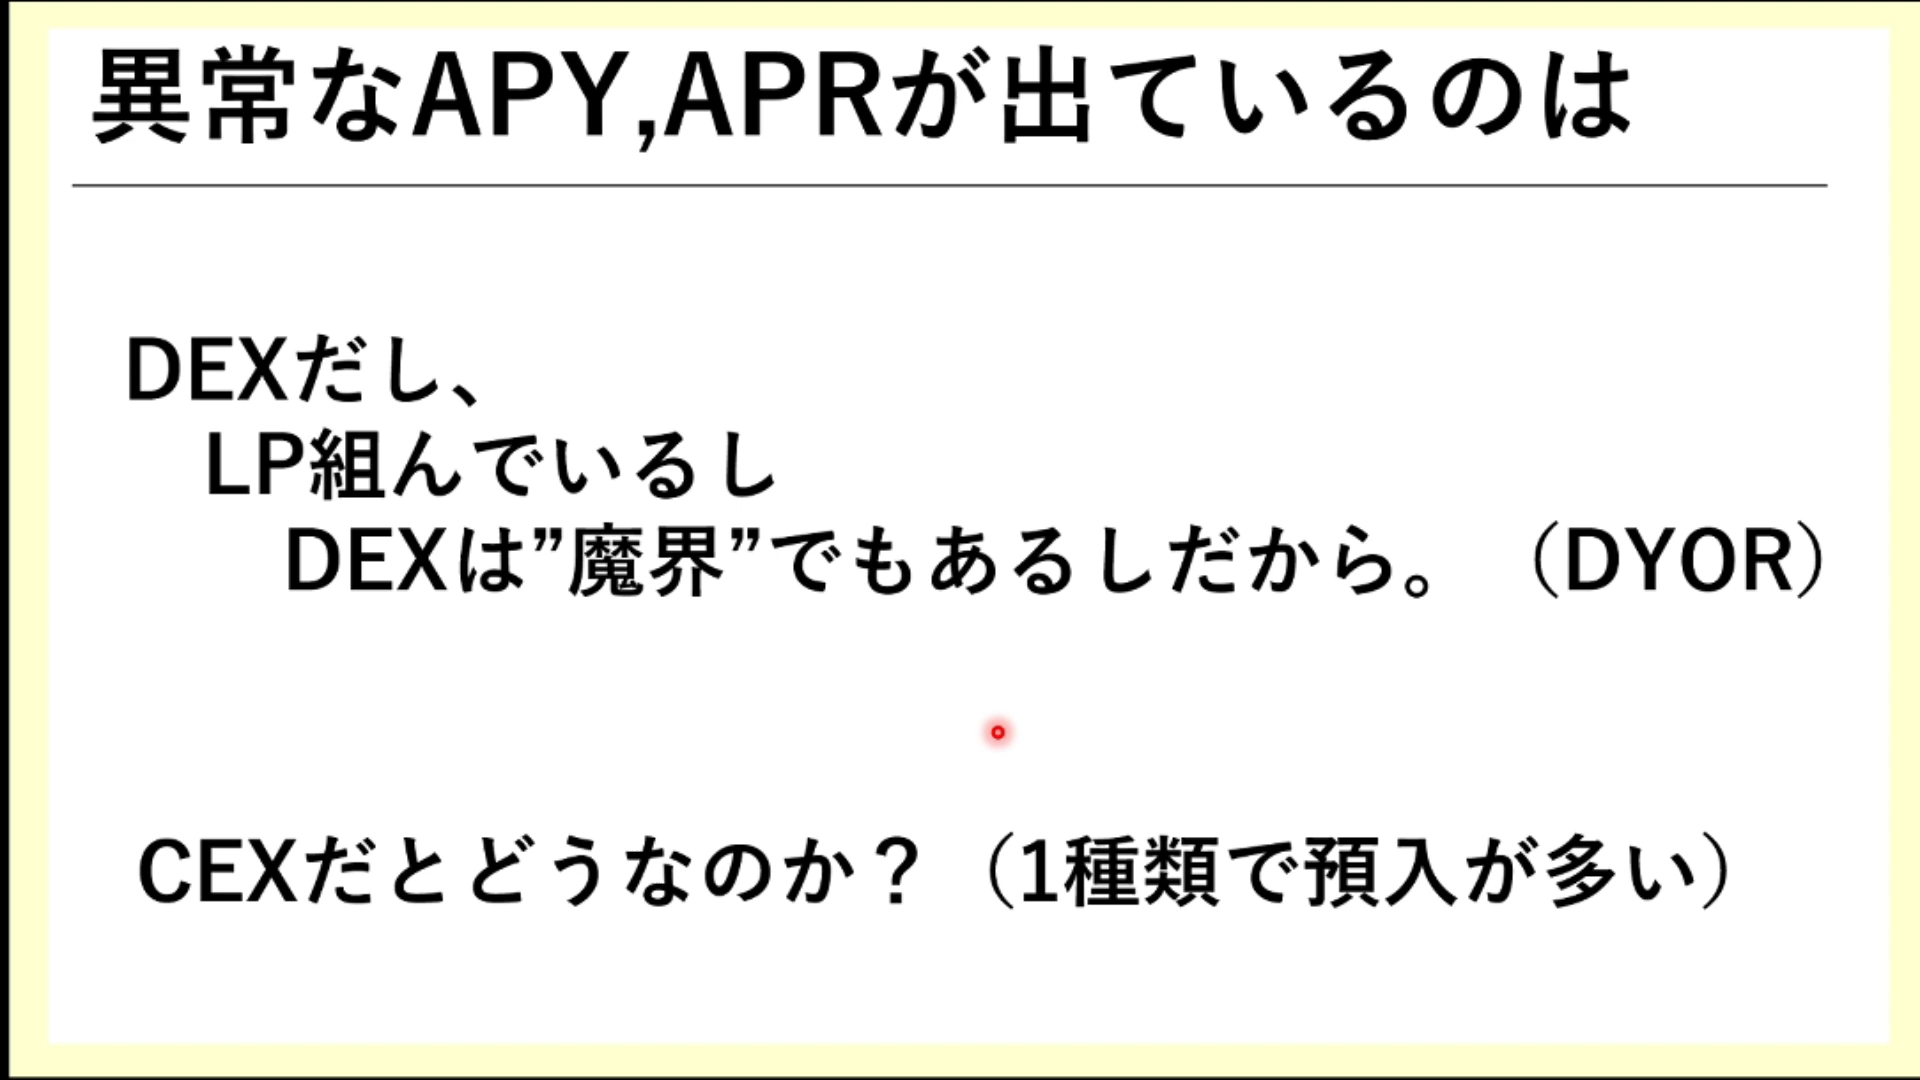 異常なAPY,APRが出ているのは
DEXだし、
LP組んでいるし
DEXは”魔界”でもあるしだから。 （DYOR）
CEXだとどうなのか？（1種類で預入が多い）